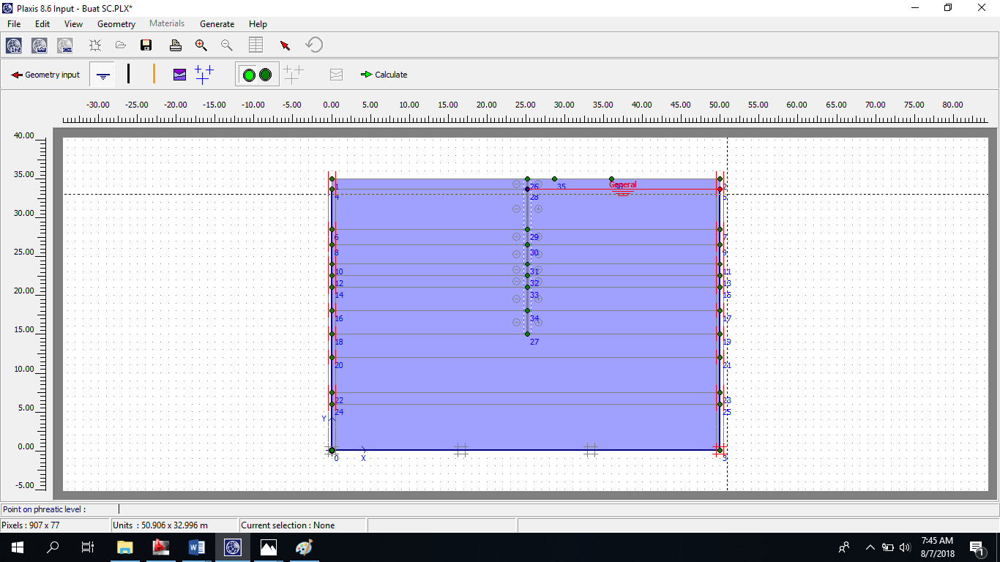 Plaxis 8.6 Input - Buat SC.PLX*
File Edit View Geometry Materials Generate Help
Geometry input Calculate
-30.00 -25.00 -20.00 -15.00 -10.00 -5.00 0.00 5.00 10.00 15.00 20.00 25.00 30.00 35.00 40.00 45.00 50.00 55.00 60.00 65.00 70.00 75.00 80.00
40.00
35.00
30.00
25.00
20.00
15.00
10.00
5.00
0.00
-5.00
General
1 26 35
4 28 5
6 29 7
8 30 9
10 31 11
12 32 13
14 33 15
16 34 17
18 27 19
20 21
22 23
24 25
Y
0 X 3
Point on phreatic level :
Pixels : 907 x 77 Units : 50.906 x 32.996 m Current selection : None
7:45 AM
8/7/2018
1